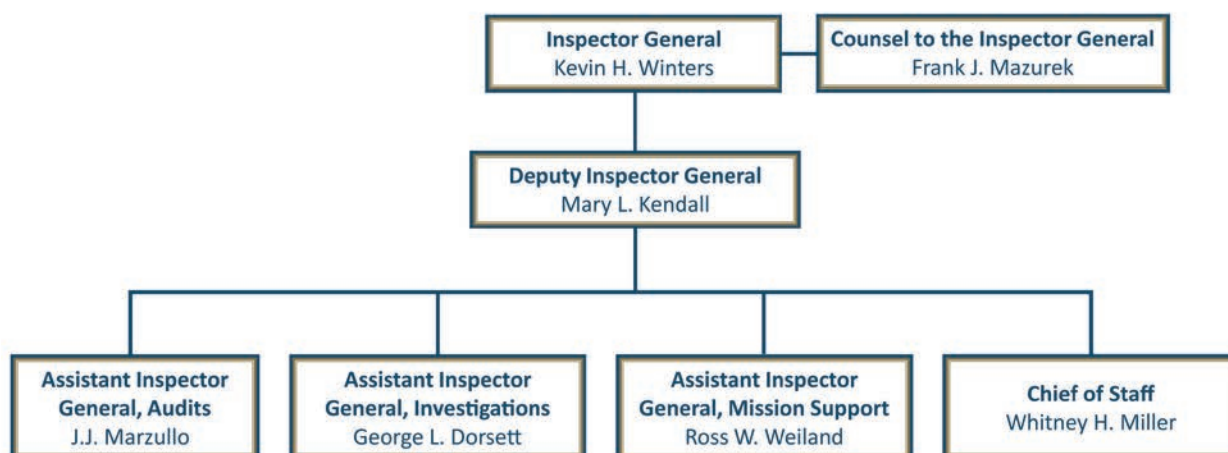 Inspector General
Kevin H. Winters
Counsel to the Inspector General
Frank J. Mazurek
Deputy Inspector General
Mary L. Kendall
Assistant Inspector
General, Audits
J.J. Marzullo
Assistant Inspector
General, Investigations
George L. Dorsett
Assistant Inspector
General, Mission Support
Ross W. Weiland
Chief of Staff
Whitney H. Miller